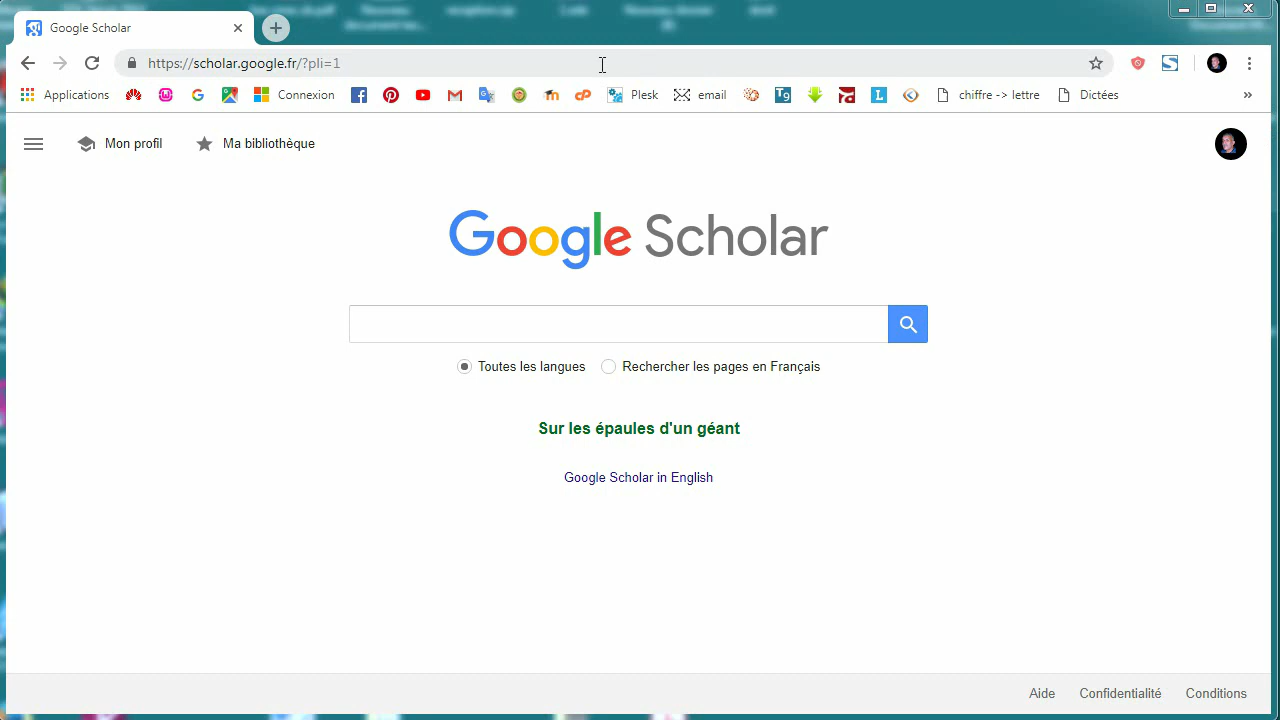 Google Scholar
https://scholar.google.fr/?pli=1
Applications Connexion Plesk email chiffre -> lettre Dictées »
Mon profil Ma bibliothèque
Google Scholar
Toutes les langues Rechercher les pages en Français
Sur les épaules d'un géant
Google Scholar in English
Aide Confidentialité Conditions